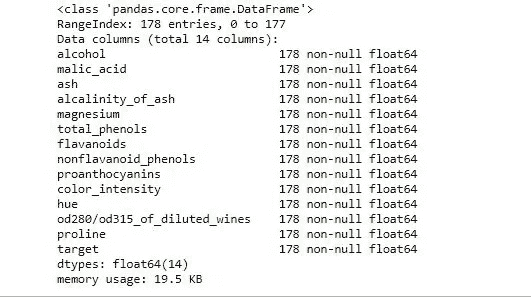 <class 'pandas.core.frame.DataFrame'>
RangeIndex: 178 entries, 0 to 177
Data columns (total 14 columns):
alcohol 178 non-null float64
malic_acid 178 non-null float64
ash 178 non-null float64
alcalinity_of_ash 178 non-null float64
magnesium 178 non-null float64
total_phenols 178 non-null float64
flavanoids 178 non-null float64
nonflavanoid_phenols 178 non-null float64
proanthocyanins 178 non-null float64
color_intensity 178 non-null float64
hue 178 non-null float64
od280/od315_of_diluted_wines 178 non-null float64
proline 178 non-null float64
target 178 non-null float64
dtypes: float64(14)
memory usage: 19.5 KB